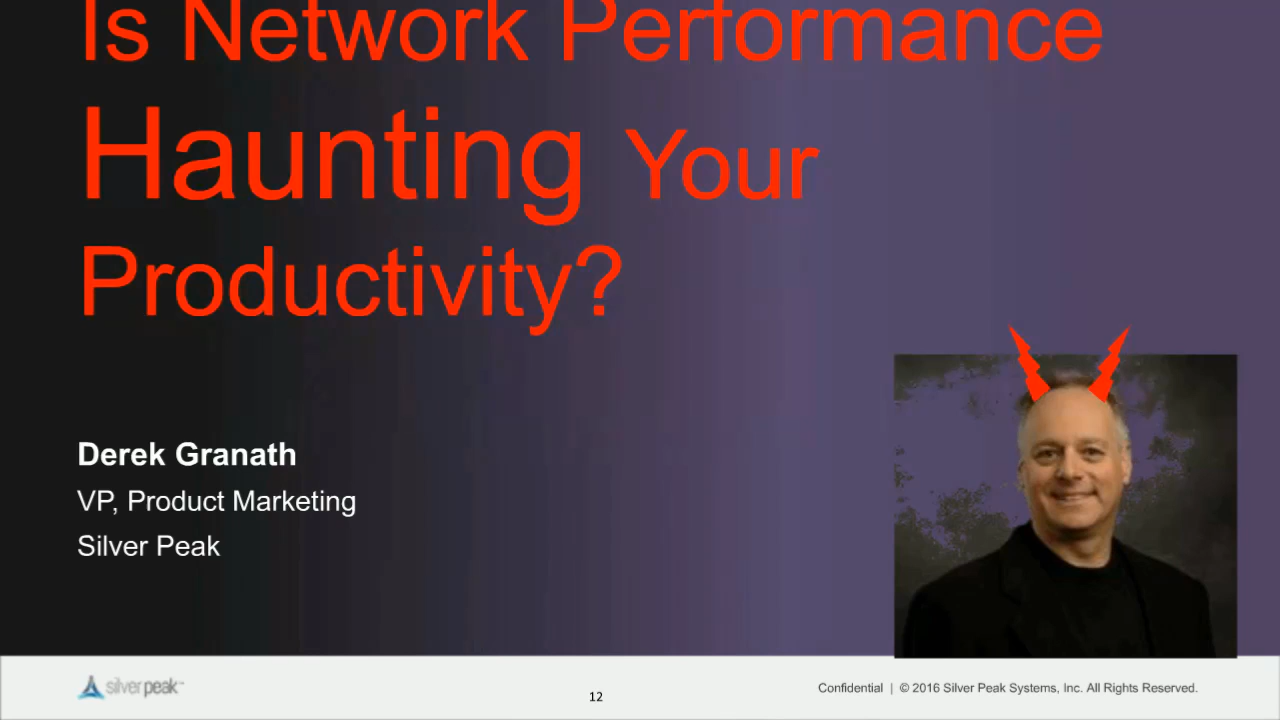 Is Network Performance
Haunting Your
Productivity?
Derek Granath
VP, Product Marketing
Silver Peak
silver peak™
12
Confidential | © 2016 Silver Peak Systems, Inc. All Rights Reserved.